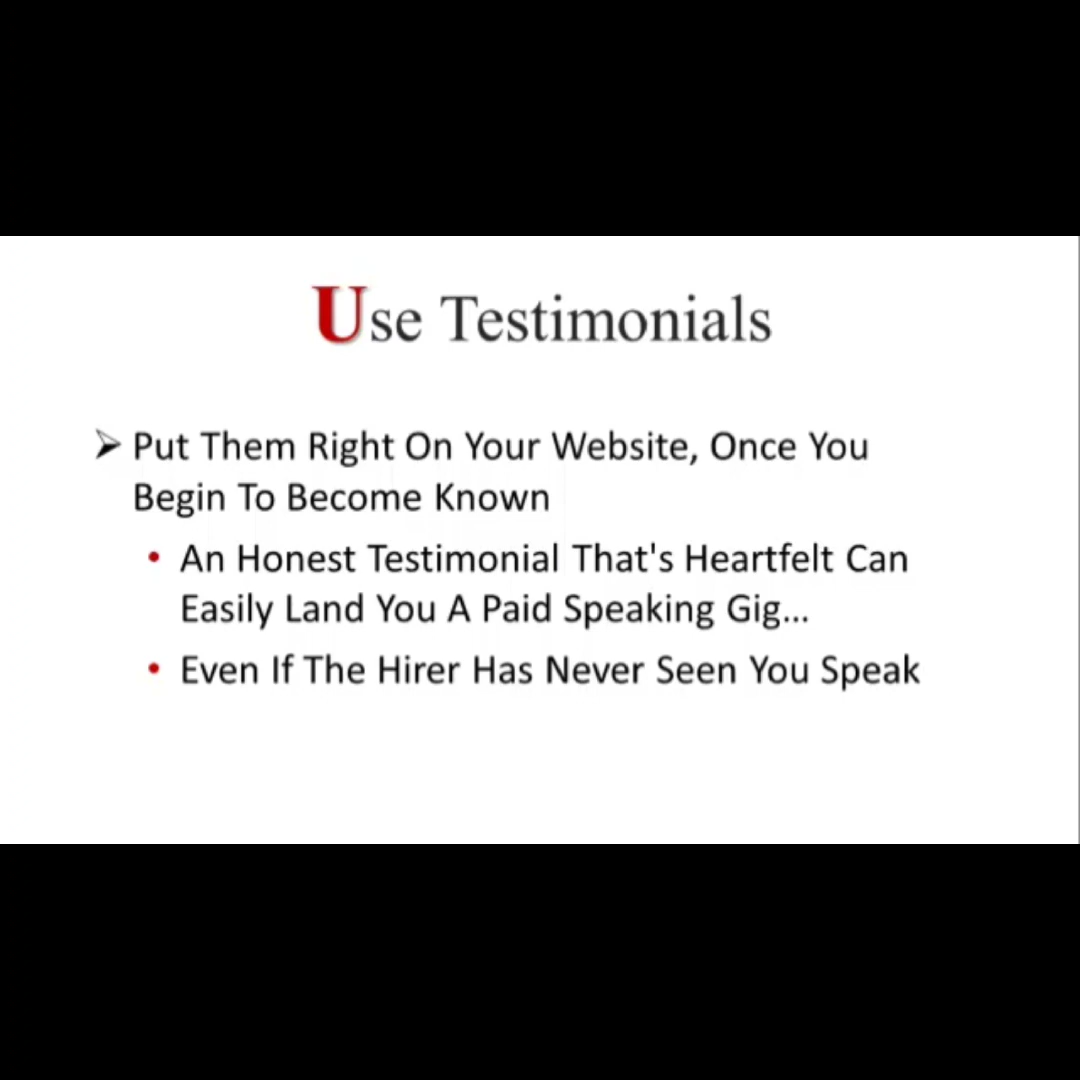 Use Testimonials
Put Them Right On Your Website, Once You
Begin To Become Known
An Honest Testimonial That's Heartfelt Can
Easily Land You A Paid Speaking Gig...
Even If The Hirer Has Never Seen You Speak